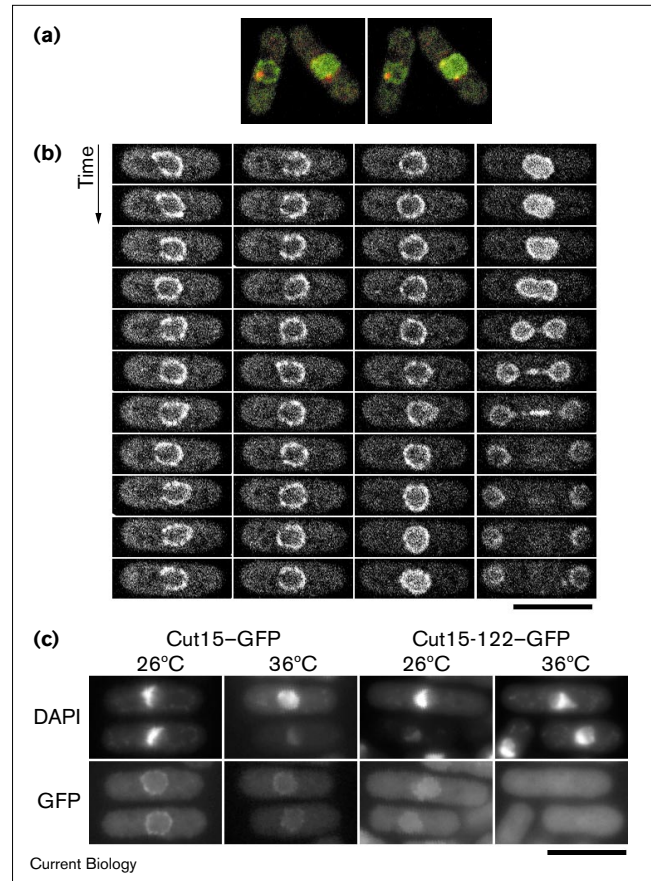 (a)
(b)
Time
(c)
Cut15–GFP Cut15-122–GFP
26°C 36°C 26°C 36°C
DAPI
GFP
Current Biology